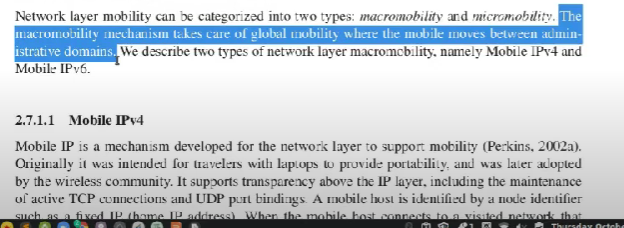 Network layer mobility can be categorized into two types: macromobility and micromobility. The
macromobility mechanism takes care of global mobility where the mobile moves between admin-
istrative domains. We describe two types of network layer macromobility, namely Mobile IPv4 and
Mobile IPv6.
2.7.1.1 Mobile IPv4
Mobile IP is a mechanism developed for the network layer to support mobility (Perkins, 2002a).
Originally it was intended for travelers with laptops to provide portability, and was later adopted
by the wireless community. It supports transparency above the IP layer, including the maintenance
of active TCP connections and UDP port bindings. A mobile host is identified by a node identifier
such as a fixed IP (home IP address). When the mobile host connects to a visited network that
Thursday Octobe